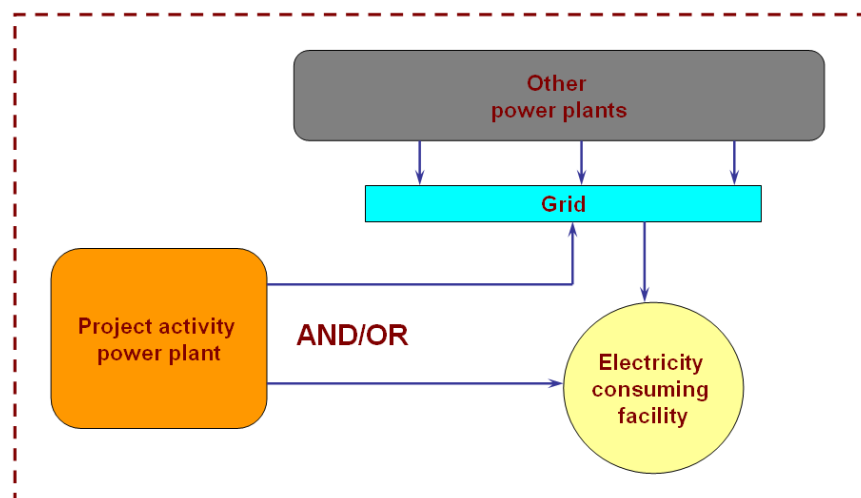 Other
power plants
Grid
Project activity
power plant
AND/OR
Electricity
consuming
facility